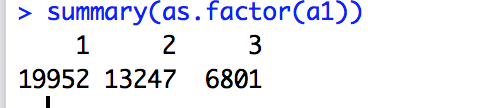 > summary(as.factor(a1))
1 2 3
19952 13247 6801